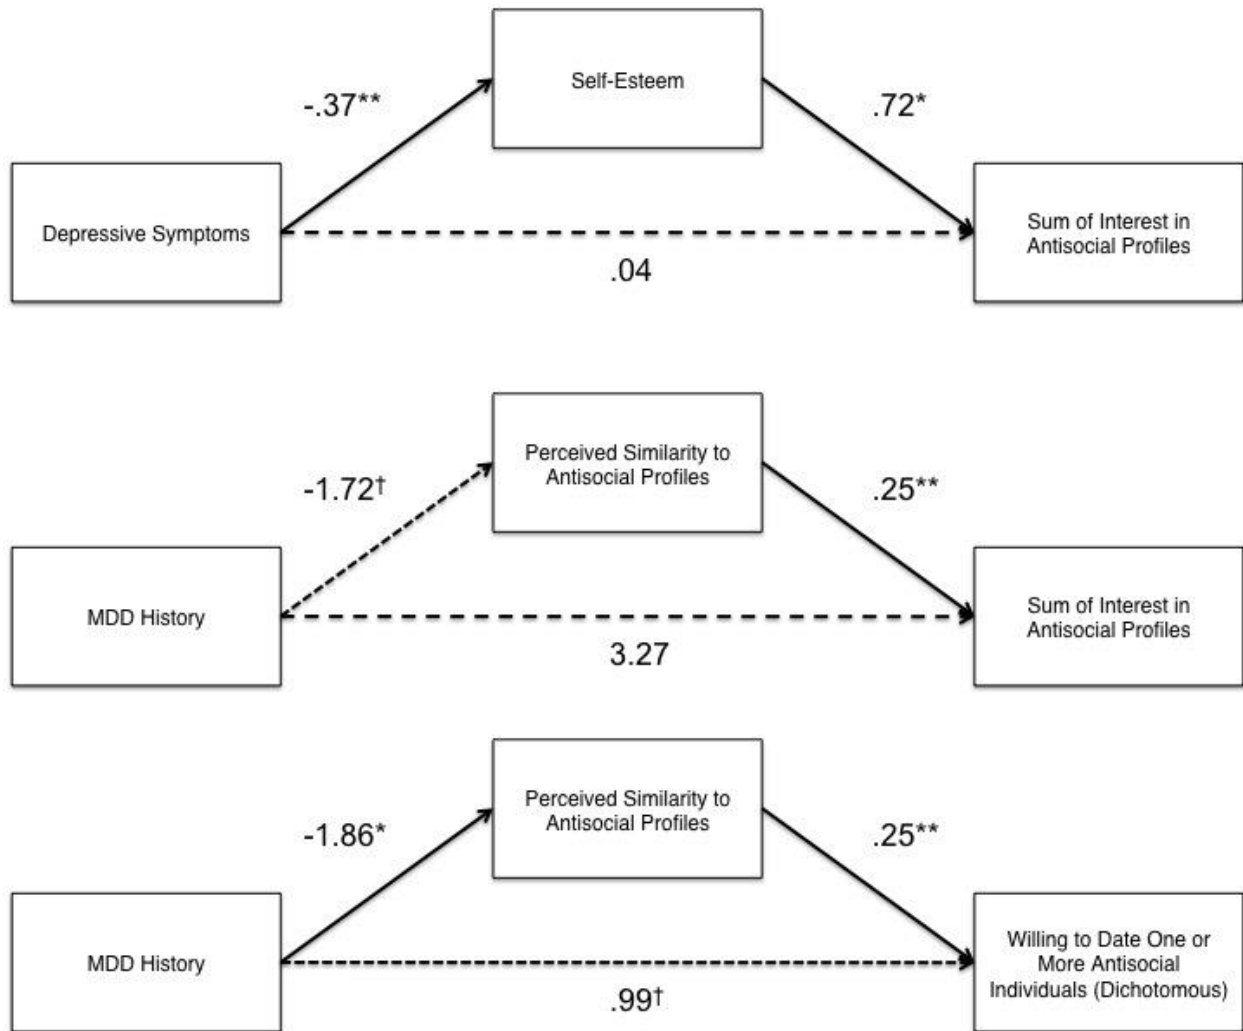 Self-Esteem
-.37**
.72*
Depressive Symptoms
Sum of Interest in
Antisocial Profiles
.04
Perceived Similarity to
Antisocial Profiles
-1.72†
.25**
MDD History
Sum of Interest in
Antisocial Profiles
3.27
Perceived Similarity to
Antisocial Profiles
-1.86*
.25**
MDD History
Willing to Date One or
More Antisocial
Individuals (Dichotomous)
.99†